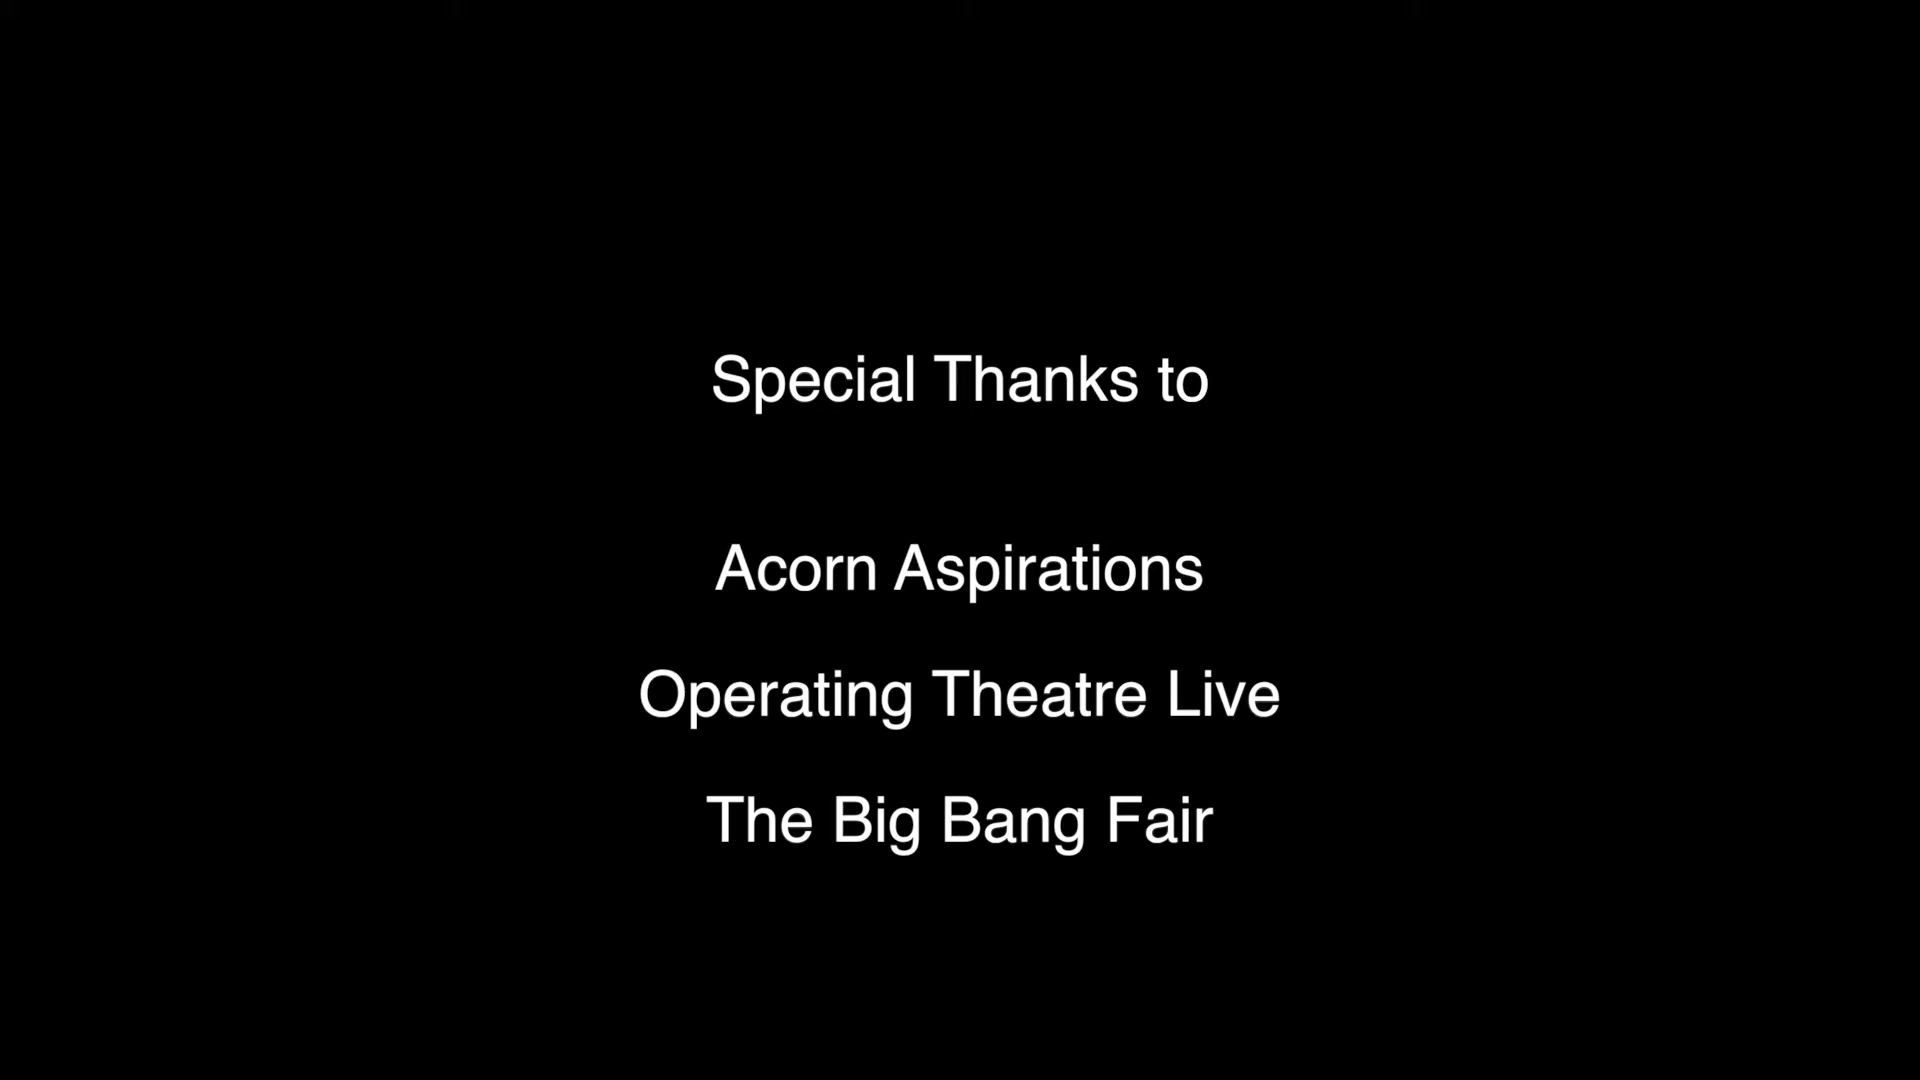 Special Thanks to
Acorn Aspirations
Operating Theatre Live
The Big Bang Fair